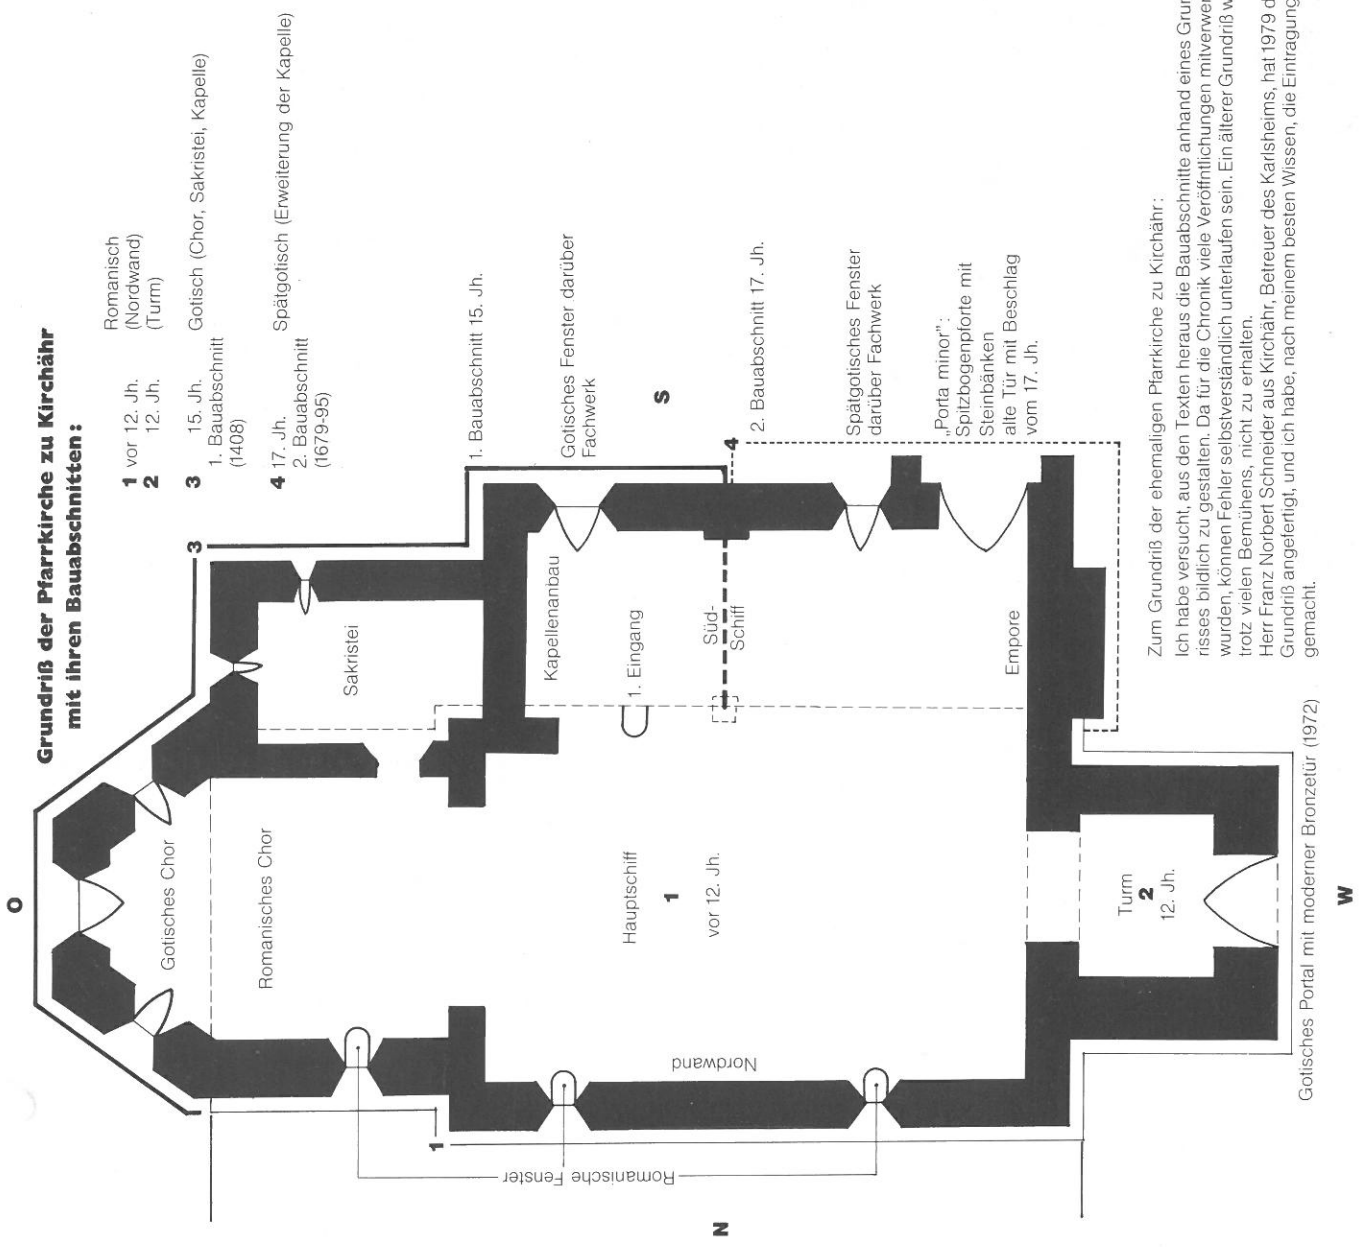 Grundriß der Pfarrkirche zu Kirchähr
mit ihren Bauabschnitten:
1 vor 12. Jh. Romanisch
(Nordwand)
2 12. Jh. (Turm)
3 15. Jh. Gotisch (Chor, Sakristei, Kapelle)
1. Bauabschnitt
(1408)
4 17. Jh. Spätgotisch (Erweiterung der Kapelle)
2. Bauabschnitt
(1679-95)
O
3
1. Bauabschnitt 15. Jh.
Gotisches Fenster darüber
Fachwerk
S
4
2. Bauabschnitt 17. Jh.
Spätgotisches Fenster
darüber Fachwerk
„Porta minor":
Spitzbogenpforte mit
Steinbänken
alte Tür mit Beschlag
vom 17. Jh.
Gotisches Chor
Romanisches Chor
Sakristei
Kapellenanbau
1. Eingang
Süd-
Schiff
Empore
Hauptschiff
1
vor 12. Jh.
Nordwand
Turm
2
12. Jh.
1
Romanische Fenster
N
W
Gotisches Portal mit moderner Bronzetür (1972)
Zum Grundriß der ehemaligen Pfarrkirche zu Kirchähr:
Ich habe versucht, aus den Texten heraus die Bauabschnitte anhand eines Grund
risses bildlich zu gestalten. Da für die Chronik viele Veröffntlichungen mitverwer
wurden, können Fehler selbstverständlich unterlaufen sein. Ein älterer Grundriß w
trotz vielen Bemühens, nicht zu erhalten.
Herr Franz Norbert Schneider aus Kirchähr, Betreuer des Karlsheims, hat 1979 d
Grundriß angefertigt, und ich habe, nach meinem besten Wissen, die Eintragung
gemacht.